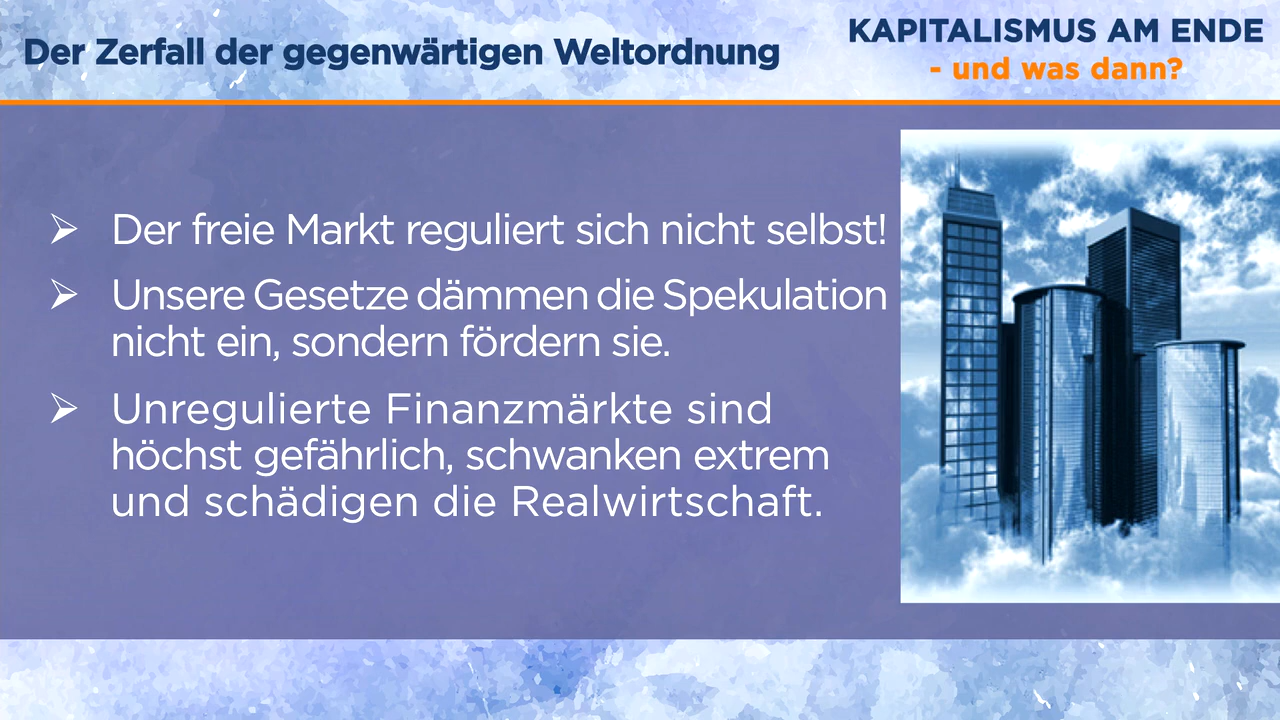 Der Zerfall der gegenwärtigen Weltordnung
KAPITALISMUS AM ENDE
- und was dann?
➢ Der freie Markt reguliert sich nicht selbst!
➢ Unsere Gesetze dämmen die Spekulation
nicht ein, sondern fördern sie.
➢ Unregulierte Finanzmärkte sind
höchst gefährlich, schwanken extrem
und schädigen die Realwirtschaft.